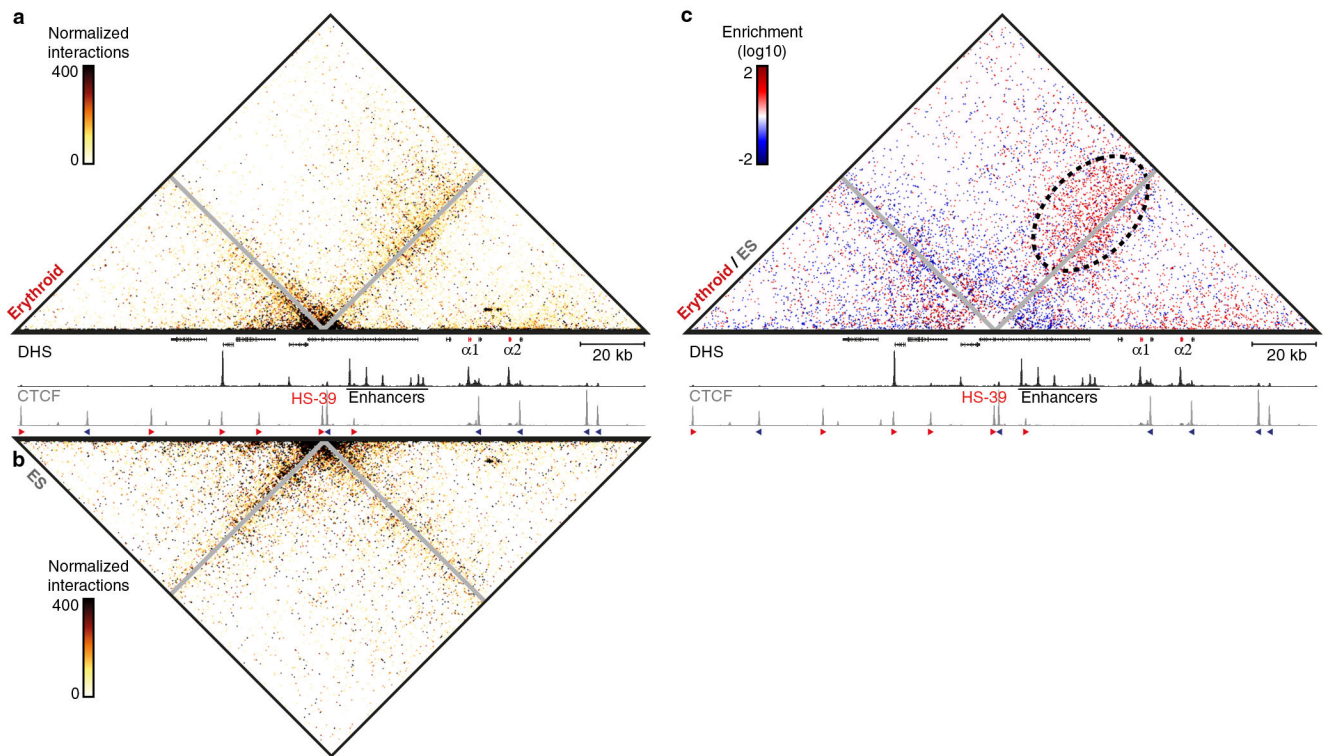 a
Normalized
interactions
400
0
Erythroid
DHS
α1
α2
20 kb
CTCF
HS-39
Enhancers
b
ES
Normalized
interactions
400
0
c
Enrichment
(log10)
2
-2
Erythroid / ES
DHS
α1
α2
20 kb
CTCF
HS-39
Enhancers